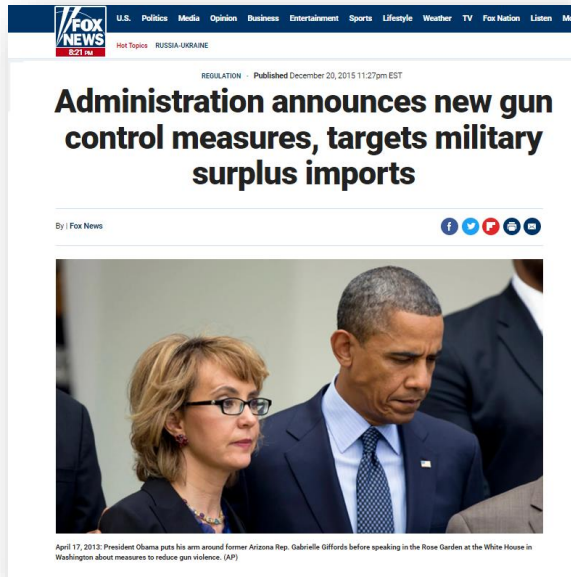 FOX
NEWS
8:21 PM
U.S. Politics Media Opinion Business Entertainment Sports Lifestyle Weather TV Fox Nation Listen
Hot Topics RUSSIA-UKRAINE
REGULATION · Published December 20, 2015 11:27pm EST
Administration announces new gun
control measures, targets military
surplus imports
By | Fox News
April 17, 2013: President Obama puts his arm around former Arizona Rep. Gabrielle Giffords before speaking in the Rose Garden at the White House in
Washington about measures to reduce gun violence. (AP)